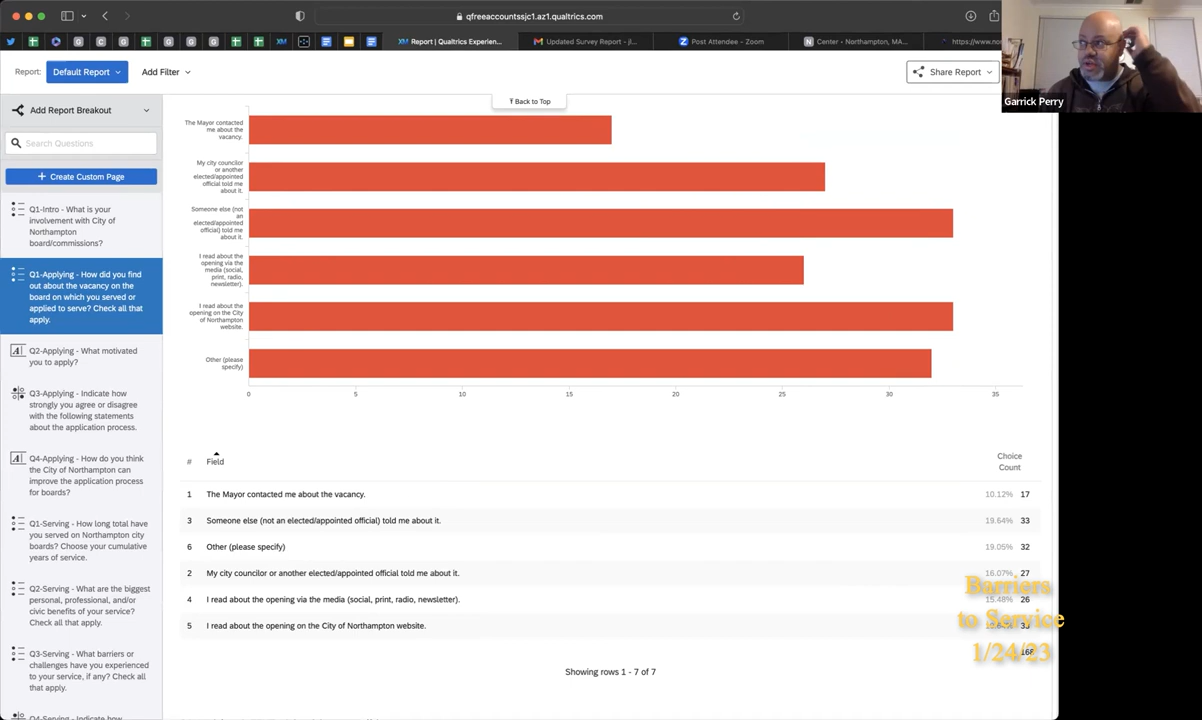 qfreeaccountssjc1.az1.qualtrics.com
Report | Qualtrics Experien...
Updated Survey Report - jl...
Post Attendee - Zoom
Center - Northampton, MA...
Report:
Default Report
Add Filter
Share Report
Garrick Perry
Add Report Breakout
Back to Top
Search Questions
+ Create Custom Page
Q1-Intro - What is your
involvement with City of
Northampton
board/commissions?
Q1-Applying - How did you find
out about the vacancy on the
board on which you served or
applied to serve? Check all that
apply.
Q2-Applying - What motivated
you to apply?
Q3-Applying - Indicate how
strongly you agree or disagree
with the following statements
about the application process.
Q4-Applying - How do you think
the City of Northampton can
improve the application process
for boards?
Q1-Serving - How long total have
you served on Northampton city
boards? Choose your cumulative
years of service.
Q2-Serving - What are the biggest
personal, professional, and/or
civic benefits of your service?
Check all that apply.
Q3-Serving - What barriers or
challenges have you experienced
to your service, if any? Check all
that apply.
Q4-Serving - Indicate how
The Mayor contacted
me about the
vacancy.
My city councilor
or another
elected/appointed
official told me
about it.
Someone else (not
an
elected/appointed
official) told me
about it.
I read about the
opening via the
media (social,
print, radio,
newsletter).
I read about the
opening on the City
of Northampton
website.
Other (please
specify)
0 5 10 15 20 25 30 35
# Field Choice
Count
1 The Mayor contacted me about the vacancy. 10.12% 17
3 Someone else (not an elected/appointed official) told me about it. 19.64% 33
6 Other (please specify) 19.05% 32
2 My city councilor or another elected/appointed official told me about it. 16.07% 27
4 I read about the opening via the media (social, print, radio, newsletter). 15.48% 26
5 I read about the opening on the City of Northampton website.
168
Showing rows 1 - 7 of 7
Barriers
to Service
1/24/23